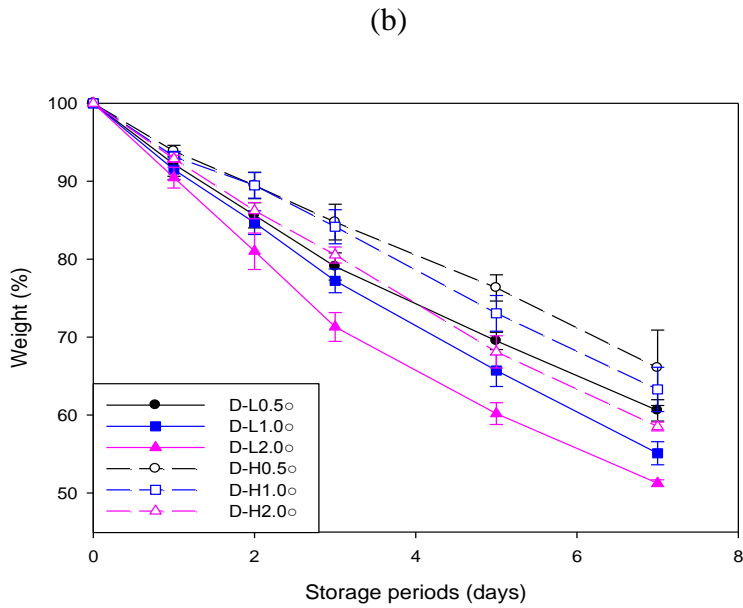 (b)
Weight (%)
100
90
80
70
60
50
D-L0.5○
D-L1.0○
D-L2.0○
D-H0.5○
D-H1.0○
D-H2.0○
0 2 4 6 8
Storage periods (days)